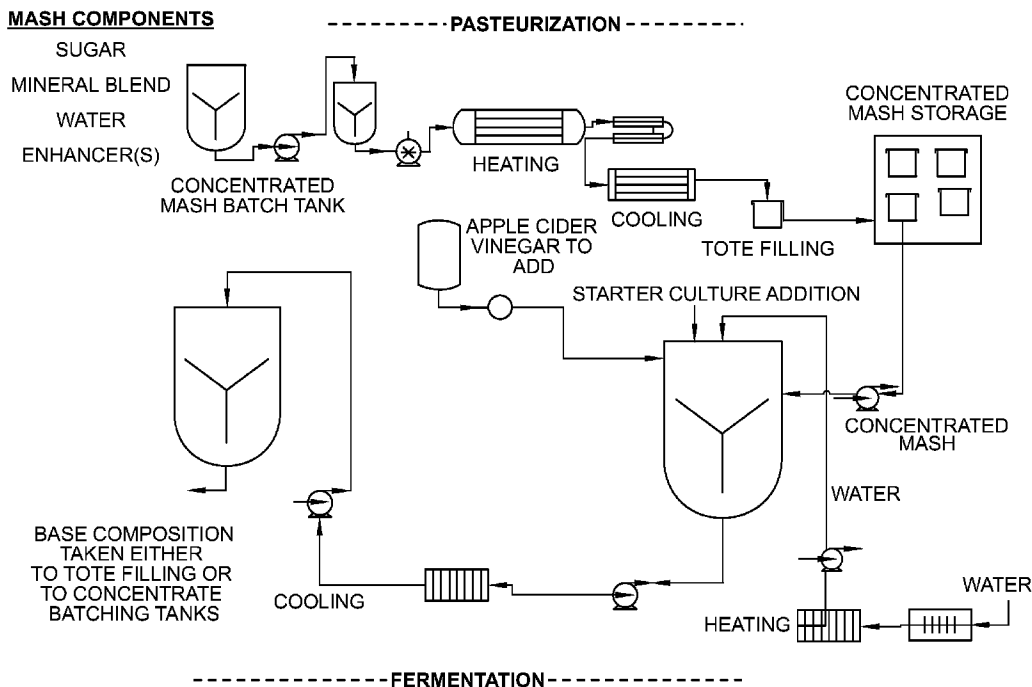 MASH COMPONENTS
SUGAR
MINERAL BLEND
WATER
ENHANCER(S)
PASTEURIZATION
CONCENTRATED
MASH BATCH TANK
HEATING
COOLING
TOTE FILLING
CONCENTRATED
MASH STORAGE
APPLE CIDER
VINEGAR TO
ADD
STARTER CULTURE ADDITION
CONCENTRATED
MASH
WATER
WATER
HEATING
COOLING
BASE COMPOSITION
TAKEN EITHER
TO TOTE FILLING OR
TO CONCENTRATE
BATCHING TANKS
FERMENTATION